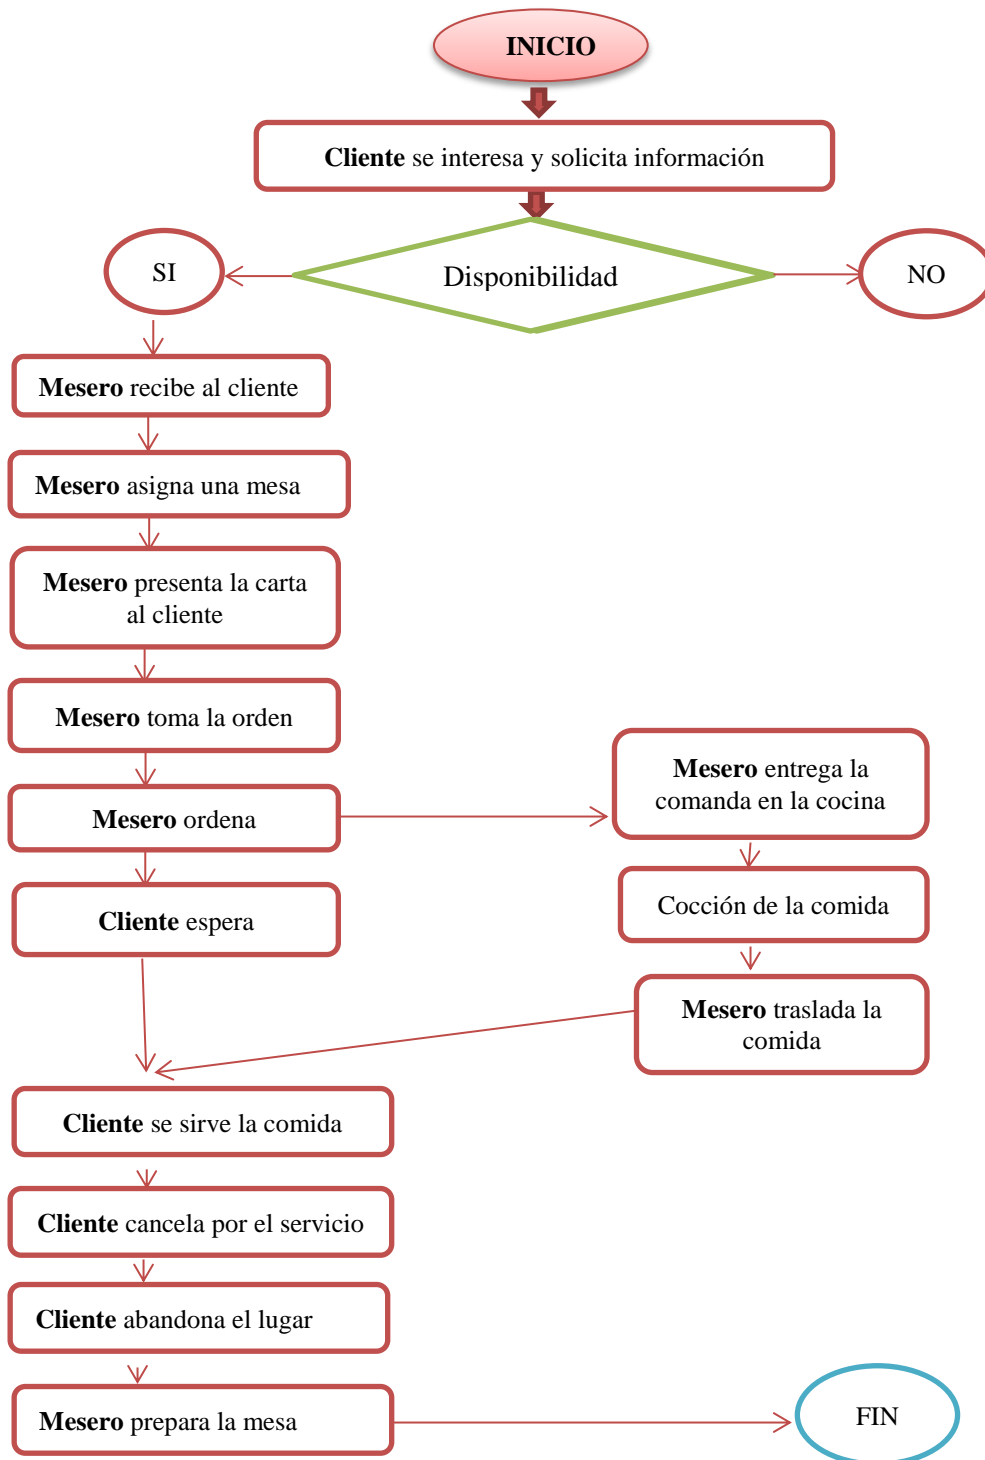 INICIO
Cliente se interesa y solicita información
Disponibilidad
SI
NO
Mesero recibe al cliente
Mesero asigna una mesa
Mesero presenta la carta
al cliente
Mesero toma la orden
Mesero ordena
Mesero entrega la
comanda en la cocina
Cliente espera
Cocción de la comida
Mesero traslada la
comida
Cliente se sirve la comida
Cliente cancela por el servicio
Cliente abandona el lugar
Mesero prepara la mesa
FIN